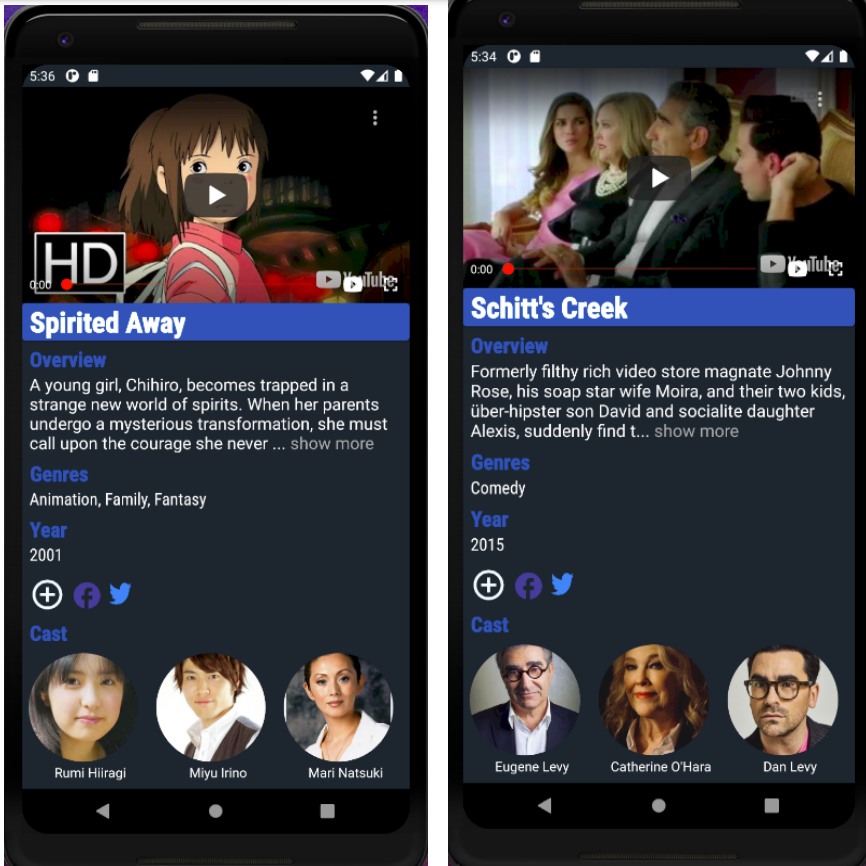 5:36
HD
0:00
YouTube
Spirited Away
Overview
A young girl, Chihiro, becomes trapped in a
strange new world of spirits. When her parents
undergo a mysterious transformation, she must
call upon the courage she never ... show more
Genres
Animation, Family, Fantasy
Year
2001
Cast
Rumi Hiiragi
Miyu Irino
Mari Natsuki
5:34
0:00
YouTube
Schitt's Creek
Overview
Formerly filthy rich video store magnate Johnny
Rose, his soap star wife Moira, and their two kids,
über-hipster son David and socialite daughter
Alexis, suddenly find t... show more
Genres
Comedy
Year
2015
Cast
Eugene Levy
Catherine O'Hara
Dan Levy